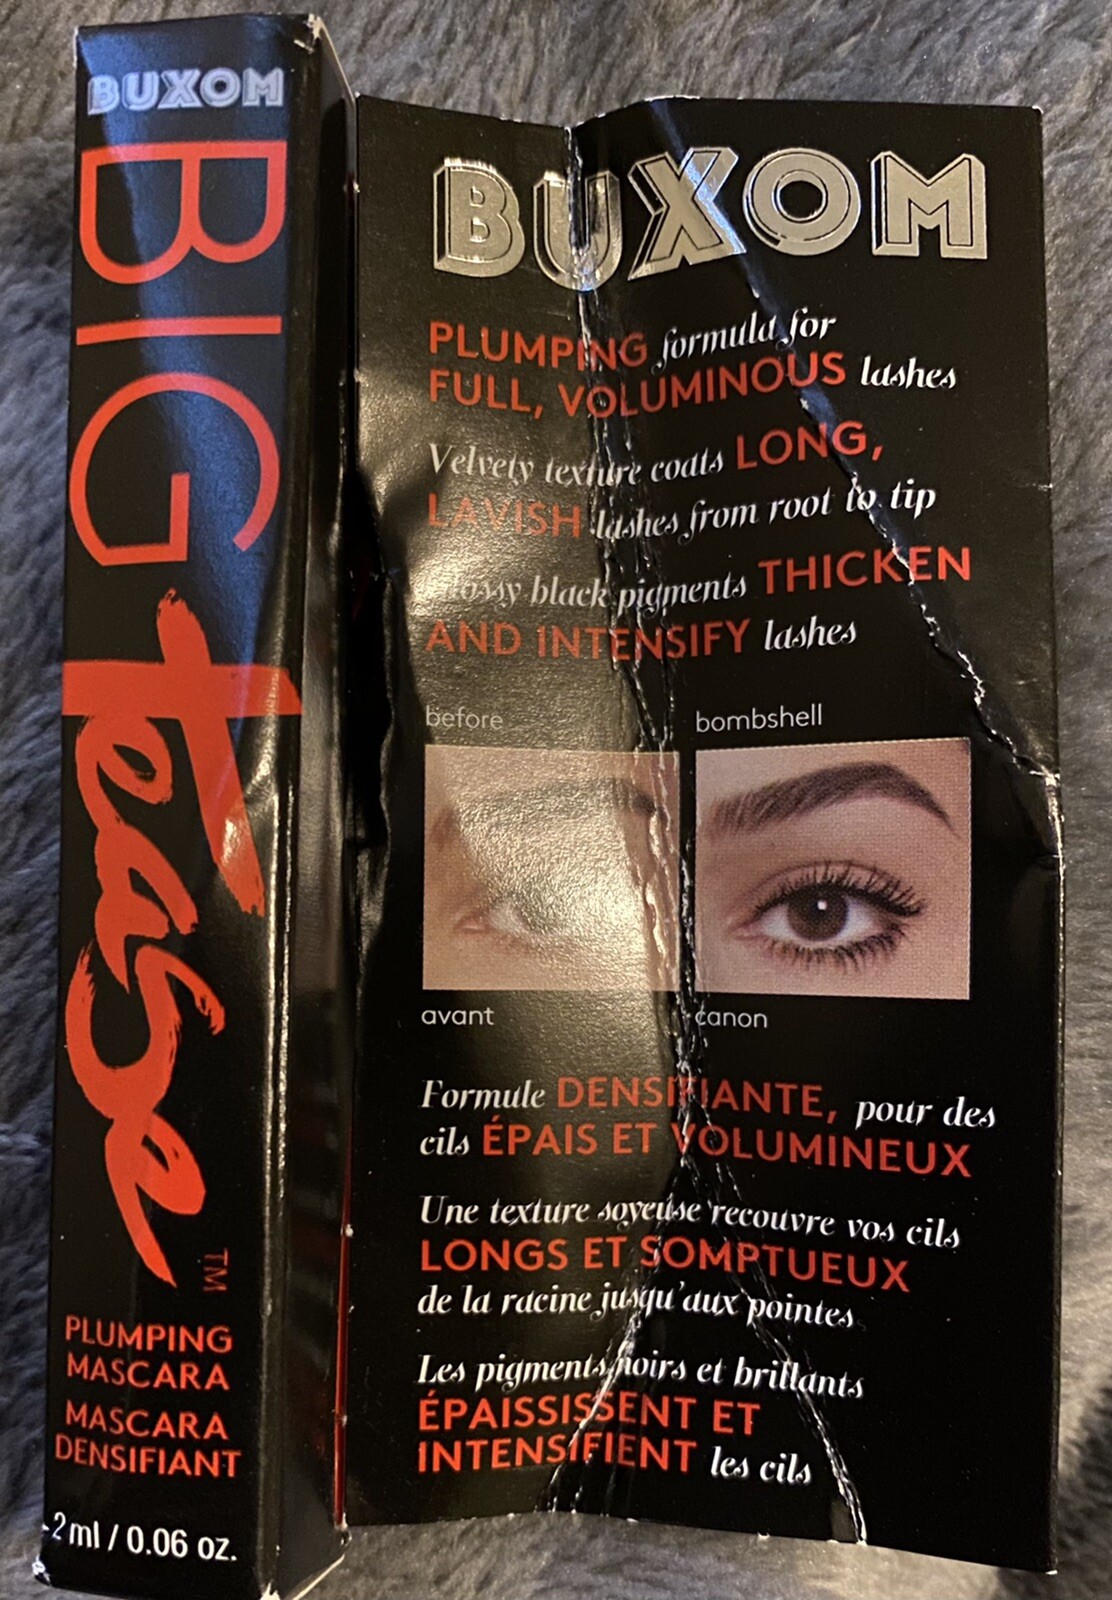 BUXOM
BIG
tease
TM
PLUMPING
MASCARA
MASCARA
DENSIFIANT
2 ml / 0.06 oz.
BUXOM
PLUMPING formula for
FULL, VOLUMINOUS lashes
Velvety texture coats LONG,
LAVISH lashes from root to tip
Glossy black pigments THICKEN
AND INTENSIFY lashes
before
bombshell
avant
canon
Formule DENSIFIANTE, pour des
cils ÉPAIS ET VOLUMINEUX
Une texture soyeuse recouvre vos cils
LONGS ET SOMPTUEUX
de la racine jusqu'aux pointes
Les pigments noirs et brillants
ÉPAISSISSENT ET
INTENSIFIENT les cils